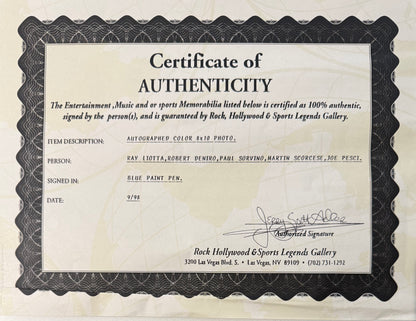 Certificate of
AUTHENTICITY
The Entertainment ,Music and or sports Memorabilia listed below is certified as 100% authentic,
signed by the person(s), and is guaranteed by Rock, Hollywood & Sports Legends Gallery.
ITEM DESCRIPTION: AUTOGRAPHED COLOR 8x10 PHOTO.
PERSON: RAY LIOTTA,ROBERT DENIRO,PAUL SORVINO,MARTIN SCORCESE,JOE PESCI.
SIGNED IN: BLUE PAINT PEN.
DATE: 9/98
Authorized Signature
Rock Hollywood & Sports Legends Gallery
3200 Las Vegas Blvd. S. • Las Vegas, NV 89109 • (702) 731-1292